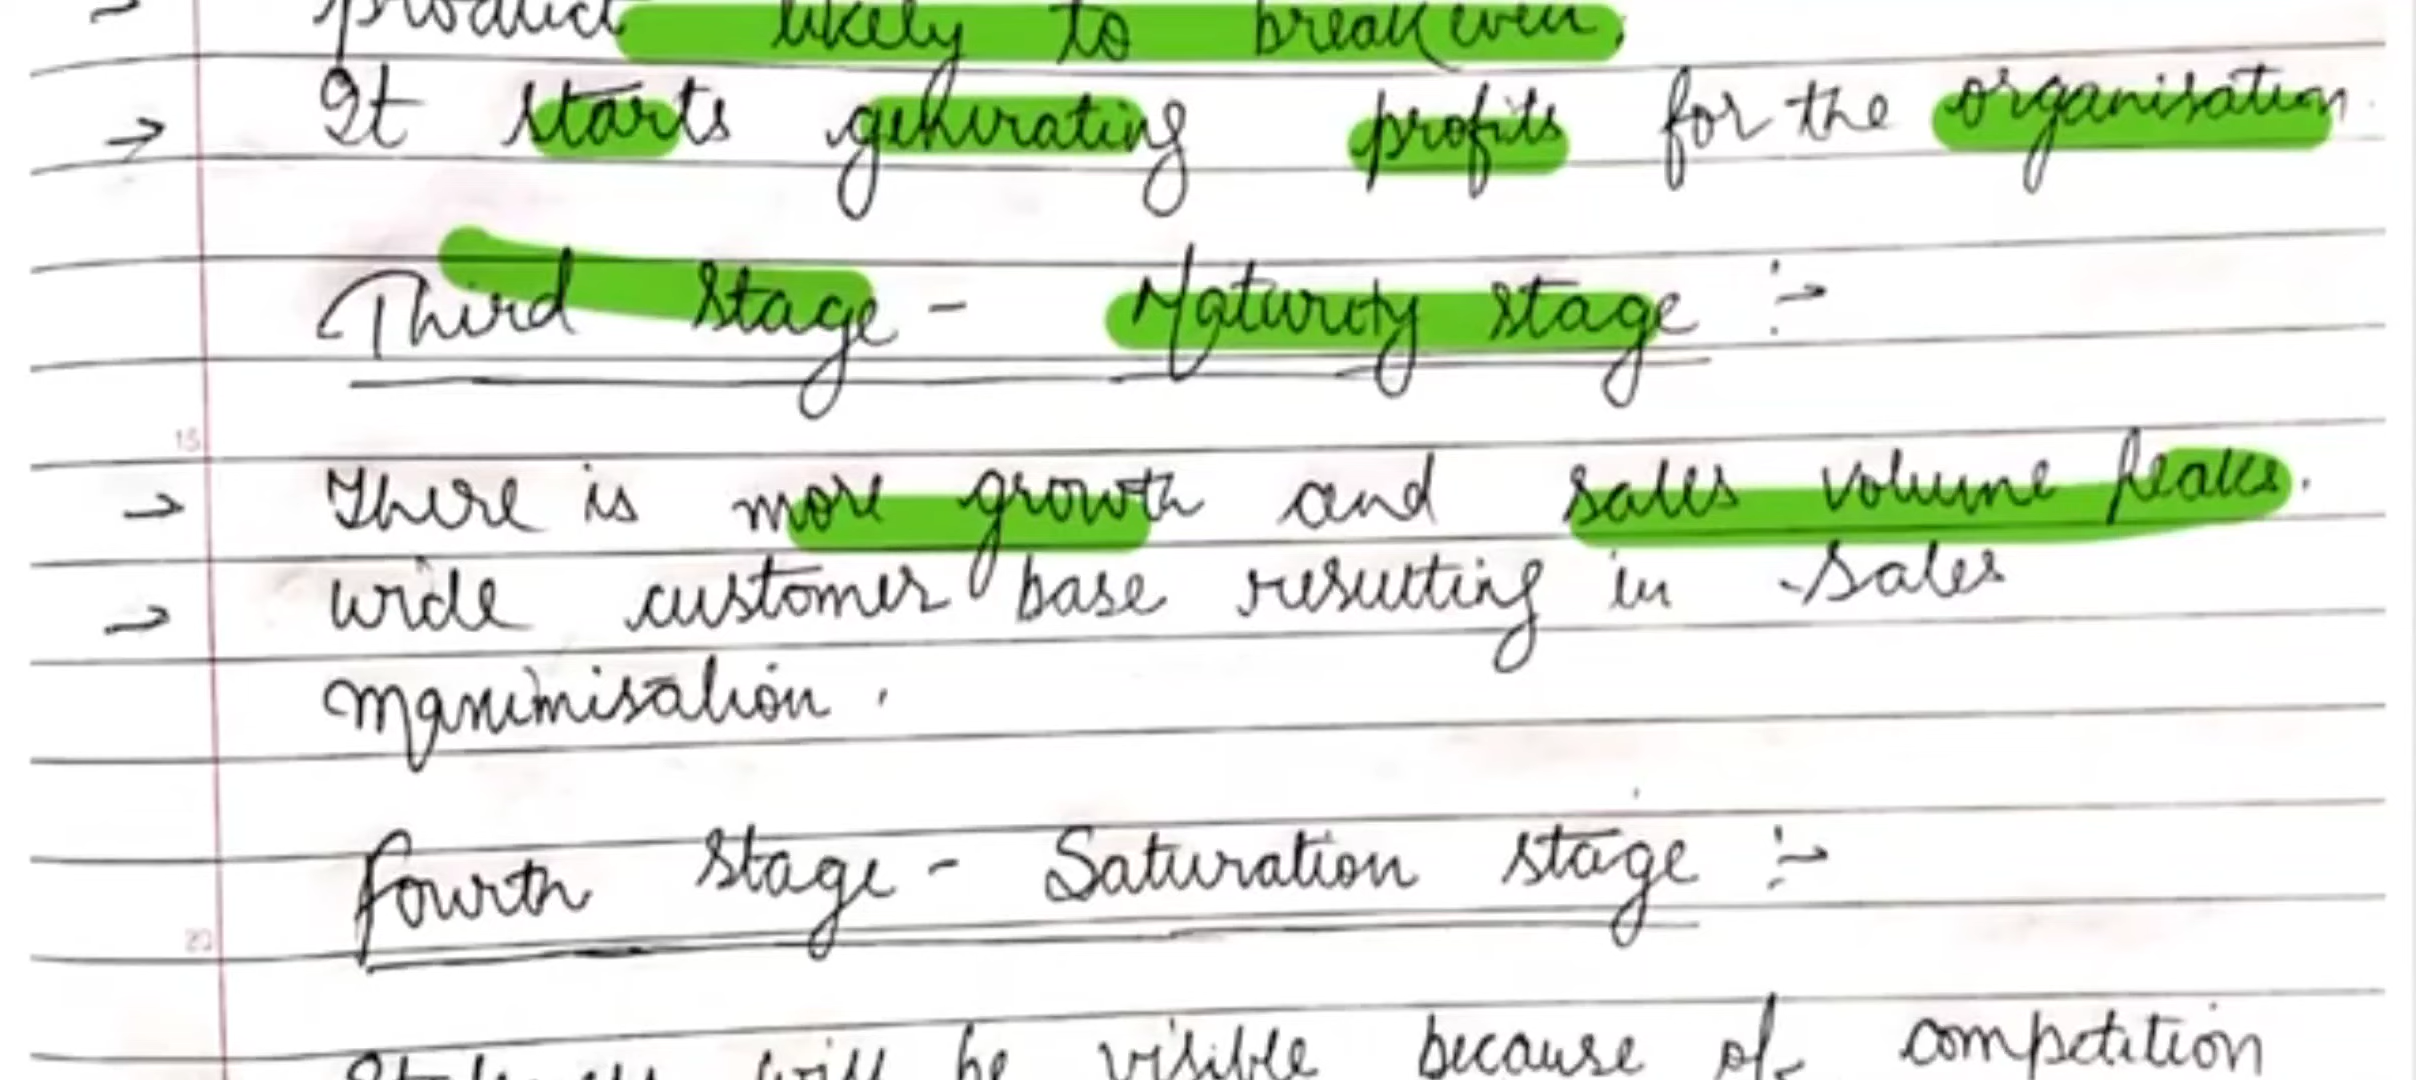 → product likely to break even.
→ It starts generating profits for the organisation.
Third stage - Maturity stage :-
15
→ There is more growth and sales volume peaks.
→ wide customer base resulting in sales
maximisation.
Fourth stage - Saturation stage :-
20
will be visible because of competition